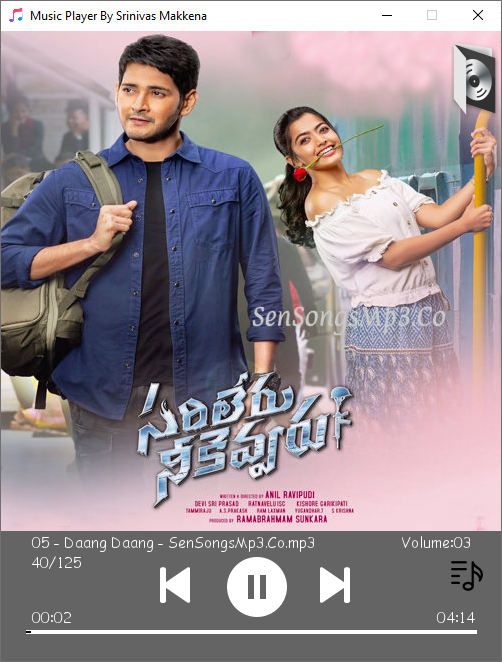 Music Player By Srinivas Makkena
SenSongsMp3.Co
సరిలేరు
నీకెవ్వరు
WRITTEN & DIRECTED BY ANIL RAVIPUDI
DEVI SRI PRASAD RATNAVELU ISC KISHORE GARIKIPATI
TAMMIRAJU A.S.PRAKASH RAM LAXMAN YUGANDHAR.T S KRISHNA
PRODUCED BY RAMABRAHMAM SUNKARA
05 - Daang Daang - SenSongsMp3.Co.mp3 Volume:03
40/125
00:02 04:14